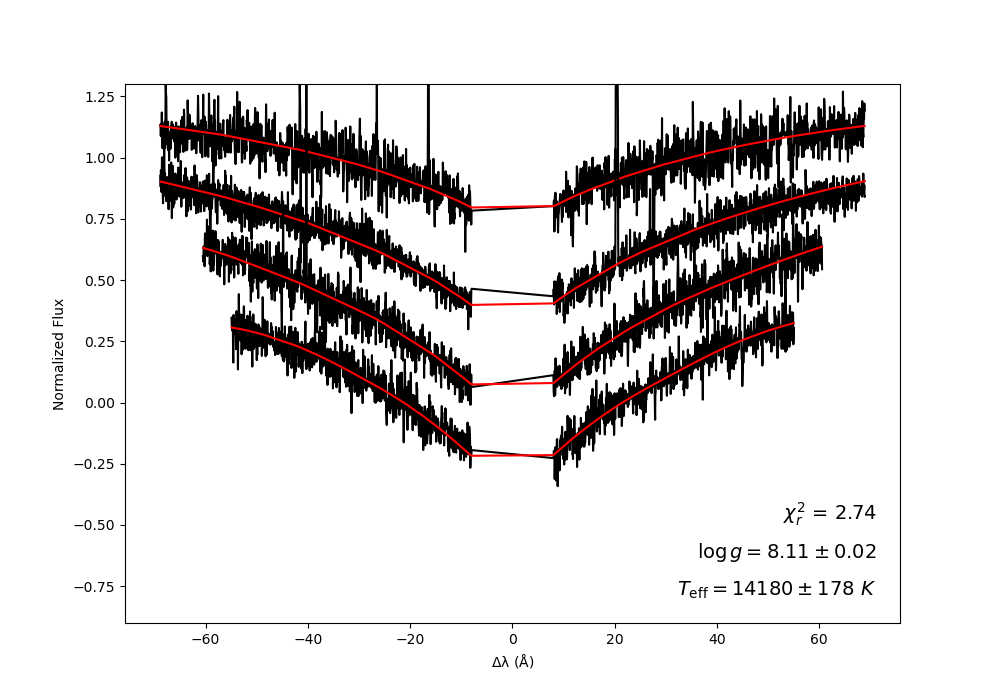 1.25
1.00
0.75
0.50
0.25
0.00
−0.25
−0.50
−0.75
Normalized Flux
−60 −40 −20 0 20 40 60
Δλ (Å)
χ²ᵣ = 2.74
log g = 8.11 ± 0.02
T_eff = 14180 ± 178 K